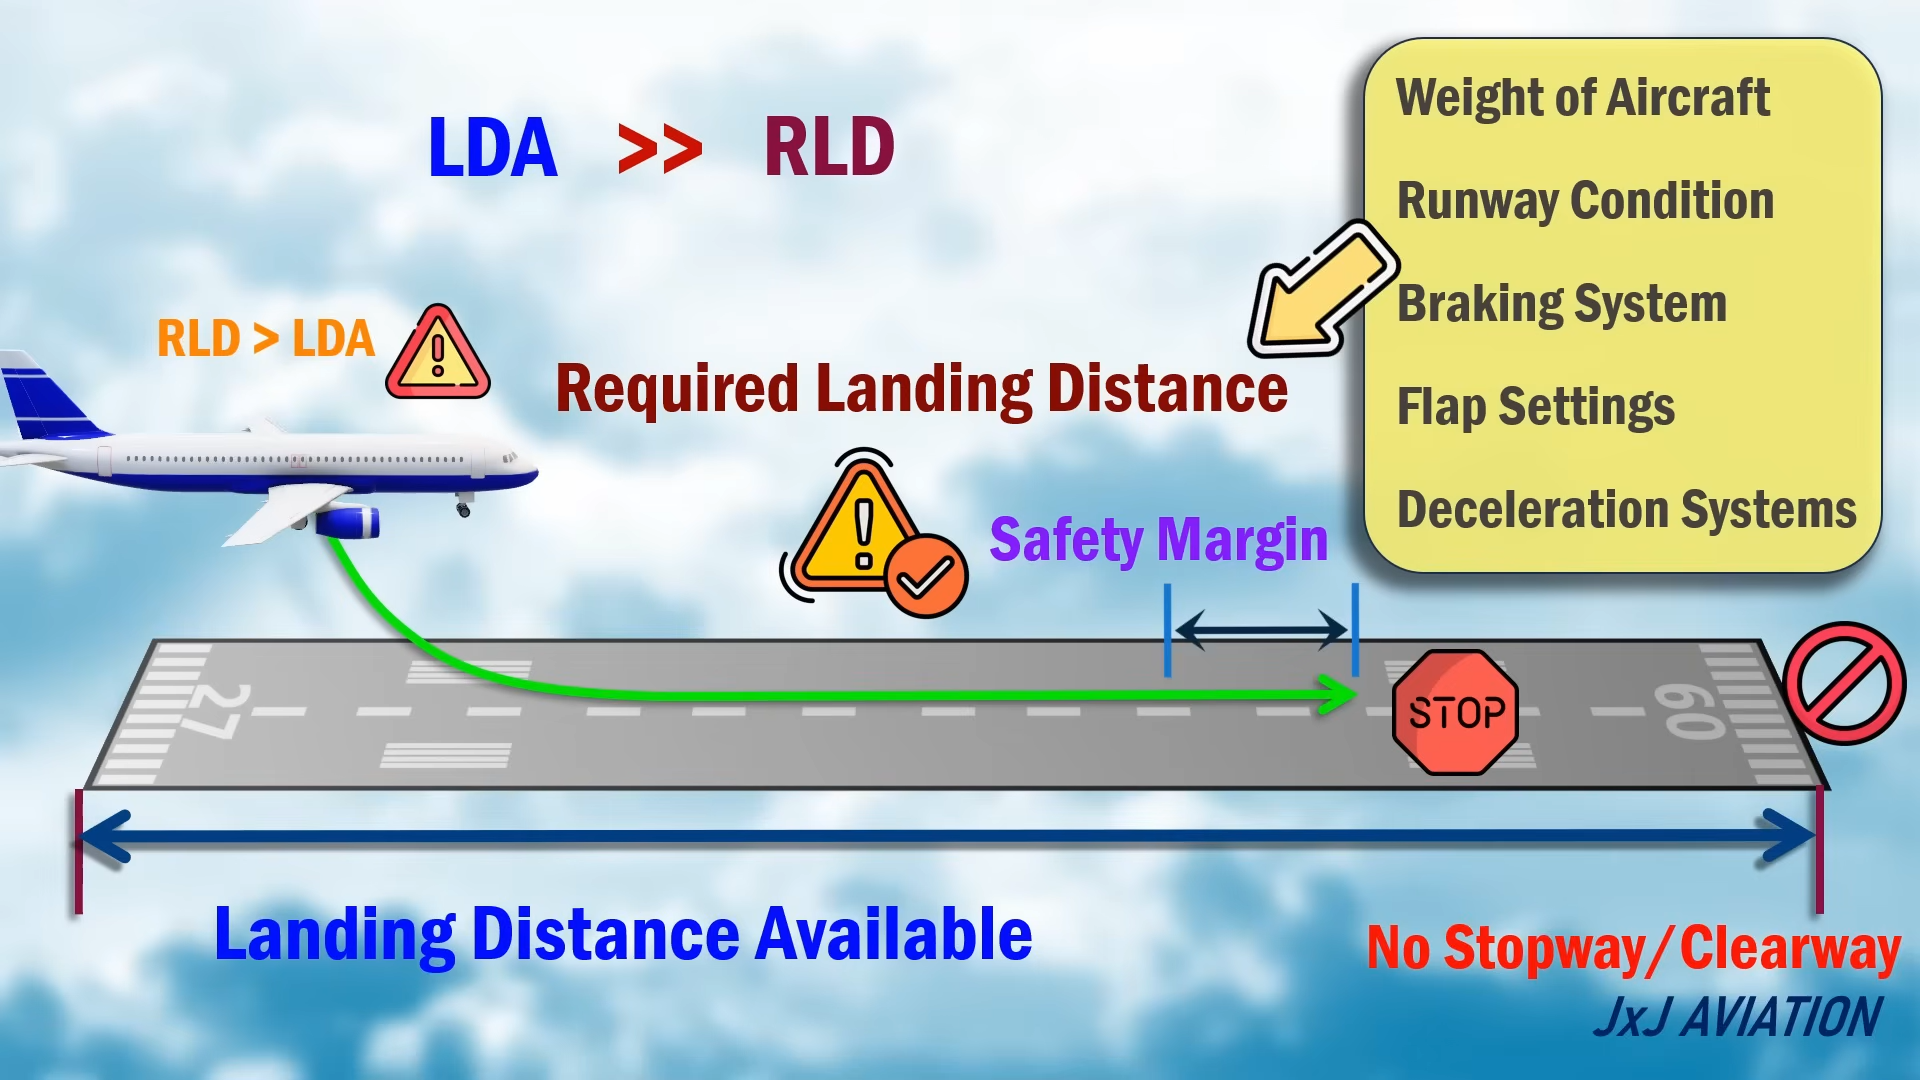 LDA >> RLD
Weight of Aircraft
Runway Condition
Braking System
Flap Settings
Deceleration Systems
RLD > LDA
Required Landing Distance
Safety Margin
27
STOP
09
Landing Distance Available
No Stopway/Clearway
JxJ AVIATION